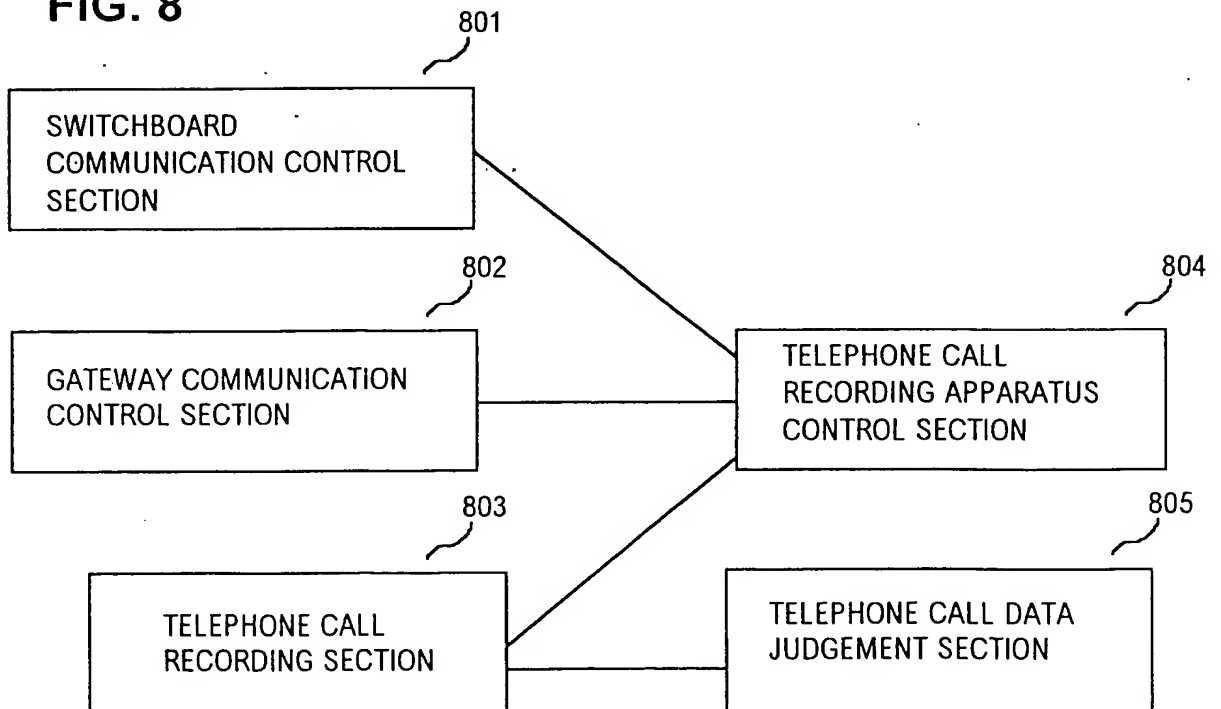 FIG. 8
801
SWITCHBOARD
COMMUNICATION CONTROL
SECTION
802
GATEWAY COMMUNICATION
CONTROL SECTION
804
TELEPHONE CALL
RECORDING APPARATUS
CONTROL SECTION
803
TELEPHONE CALL
RECORDING SECTION
805
TELEPHONE CALL DATA
JUDGEMENT SECTION